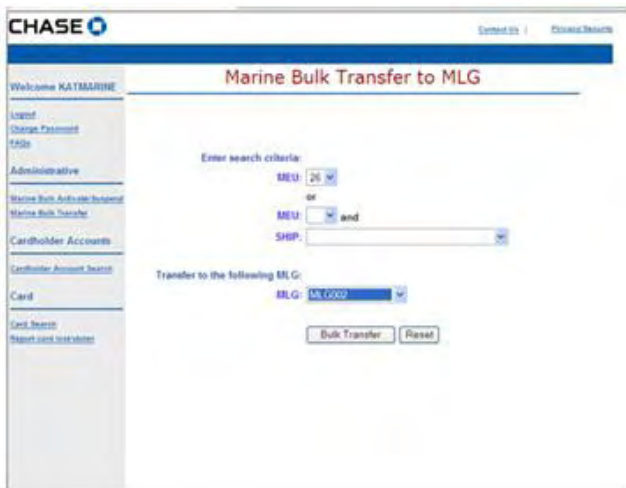 CHASE
Contact Us | Privacy Security
Welcome KATMARINE
Logout
Change Password
FAQs
Administrative
Marine Bulk Activate/Suspend
Marine Bulk Transfer
Cardholder Accounts
Cardholder Account Search
Card
Card Search
Report card lost/stolen
Marine Bulk Transfer to MLG
Enter search criteria:
MEU: 26
or
MEU: and
SHIP:
Transfer to the following MLG:
MLG: MLG002
Bulk Transfer Reset